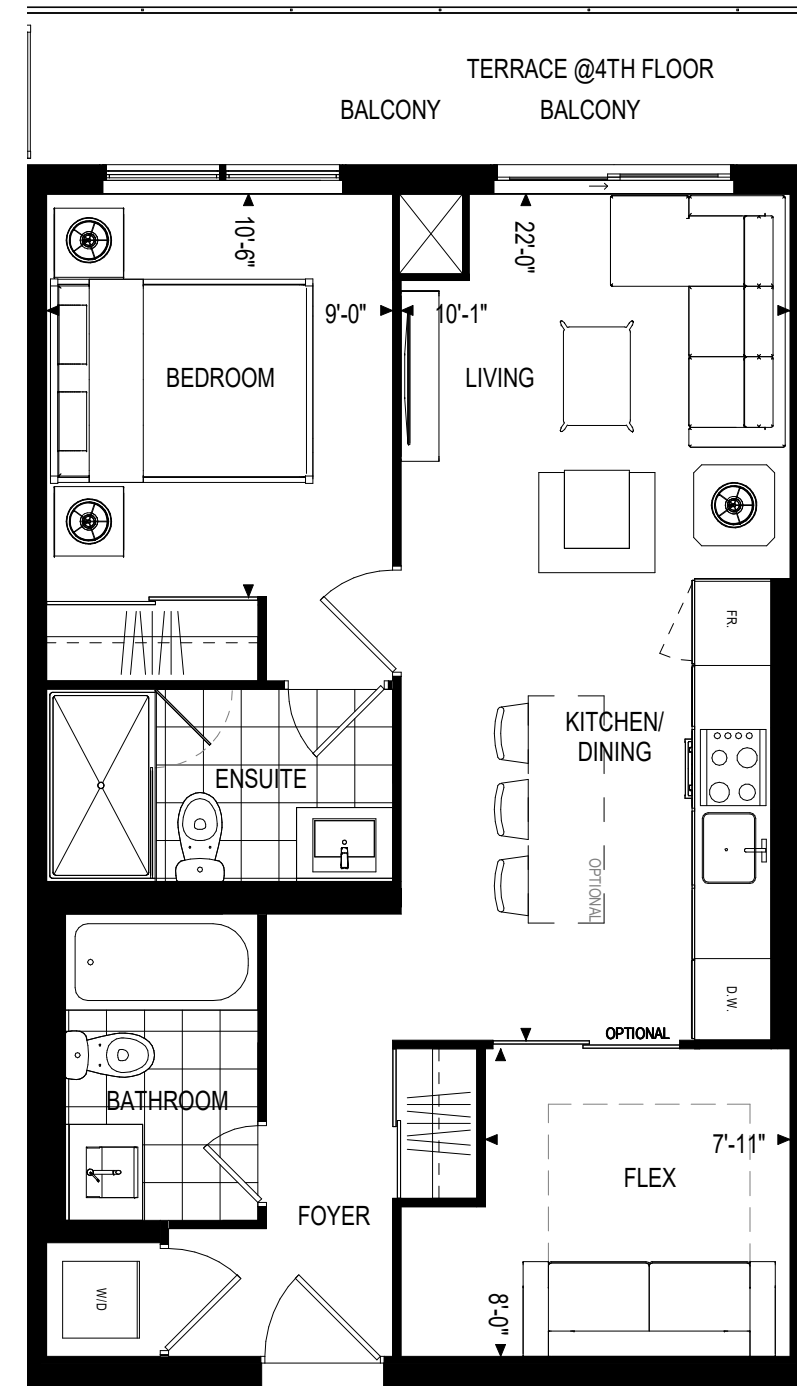 TERRACE @4TH FLOOR
BALCONY BALCONY
10'-6"
22'-0"
9'-0"
10'-1"
BEDROOM
LIVING
FR.
KITCHEN/
DINING
ENSUITE
OPTIONAL
D.W.
OPTIONAL
BATHROOM
7'-11"
FLEX
FOYER
W/D
8'-0"